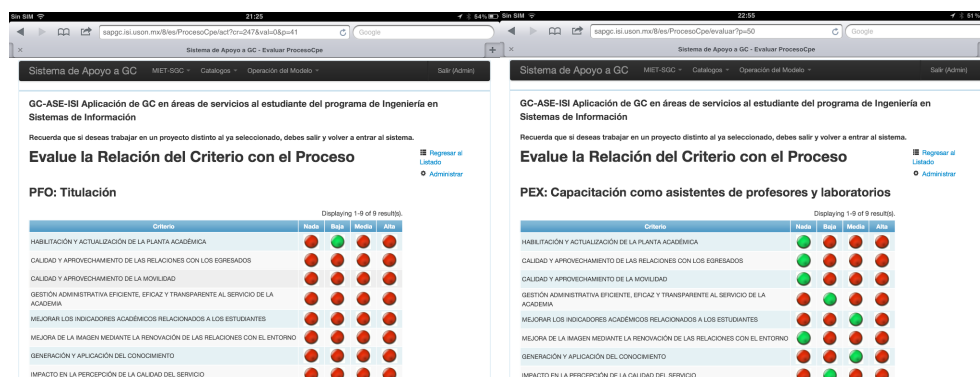 Sin SIM
21:25
54%
sapgc.isi.uson.mx/8/es/ProcesoCpe/act?cr=247&val=0&p=41
Google
Sistema de Apoyo a GC - Evaluar ProcesoCpe
Sistema de Apoyo a GC MIET-SGC Catalogos Operación del Modelo Salir (Admin)
GC-ASE-ISI Aplicación de GC en áreas de servicios al estudiante del programa de Ingeniería en
Sistemas de Información
Recuerda que si deseas trabajar en un proyecto distinto al ya seleccionado, debes salir y volver a entrar al sistema.
Evalue la Relación del Criterio con el Proceso
Regresar al
Listado
Administrar
PFO: Titulación
Displaying 1-9 of 9 result(s).
Criterio Nada Baja Media Alta
HABILITACIÓN Y ACTUALIZACIÓN DE LA PLANTA ACADÉMICA
CALIDAD Y APROVECHAMIENTO DE LAS RELACIONES CON LOS EGRESADOS
CALIDAD Y APROVECHAMIENTO DE LA MOVILIDAD
GESTIÓN ADMINISTRATIVA EFICIENTE, EFICAZ Y TRANSPARENTE AL SERVICIO DE LA
ACADEMIA
MEJORAR LOS INDICADORES ACADÉMICOS RELACIONADOS A LOS ESTUDIANTES
MEJORA DE LA IMAGEN MEDIANTE LA RENOVACIÓN DE LAS RELACIONES CON EL ENTORNO
GENERACIÓN Y APLICACIÓN DEL CONOCIMIENTO
IMPACTO EN LA PERCEPCIÓN DE LA CALIDAD DEL SERVICIO
Sin SIM
22:55
51%
sapgc.isi.uson.mx/8/es/ProcesoCpe/evaluar?p=50
Google
Sistema de Apoyo a GC - Evaluar ProcesoCpe
Sistema de Apoyo a GC MIET-SGC Catalogos Operación del Modelo Salir (Admin)
GC-ASE-ISI Aplicación de GC en áreas de servicios al estudiante del programa de Ingeniería en
Sistemas de Información
Recuerda que si deseas trabajar en un proyecto distinto al ya seleccionado, debes salir y volver a entrar al sistema.
Evalue la Relación del Criterio con el Proceso
Regresar al
Listado
Administrar
PEX: Capacitación como asistentes de profesores y laboratorios
Displaying 1-9 of 9 result(s).
Criterio Nada Baja Media Alta
HABILITACIÓN Y ACTUALIZACIÓN DE LA PLANTA ACADÉMICA
CALIDAD Y APROVECHAMIENTO DE LAS RELACIONES CON LOS EGRESADOS
CALIDAD Y APROVECHAMIENTO DE LA MOVILIDAD
GESTIÓN ADMINISTRATIVA EFICIENTE, EFICAZ Y TRANSPARENTE AL SERVICIO DE LA
ACADEMIA
MEJORAR LOS INDICADORES ACADÉMICOS RELACIONADOS A LOS ESTUDIANTES
MEJORA DE LA IMAGEN MEDIANTE LA RENOVACIÓN DE LAS RELACIONES CON EL ENTORNO
GENERACIÓN Y APLICACIÓN DEL CONOCIMIENTO
IMPACTO EN LA PERCEPCIÓN DE LA CALIDAD DEL SERVICIO